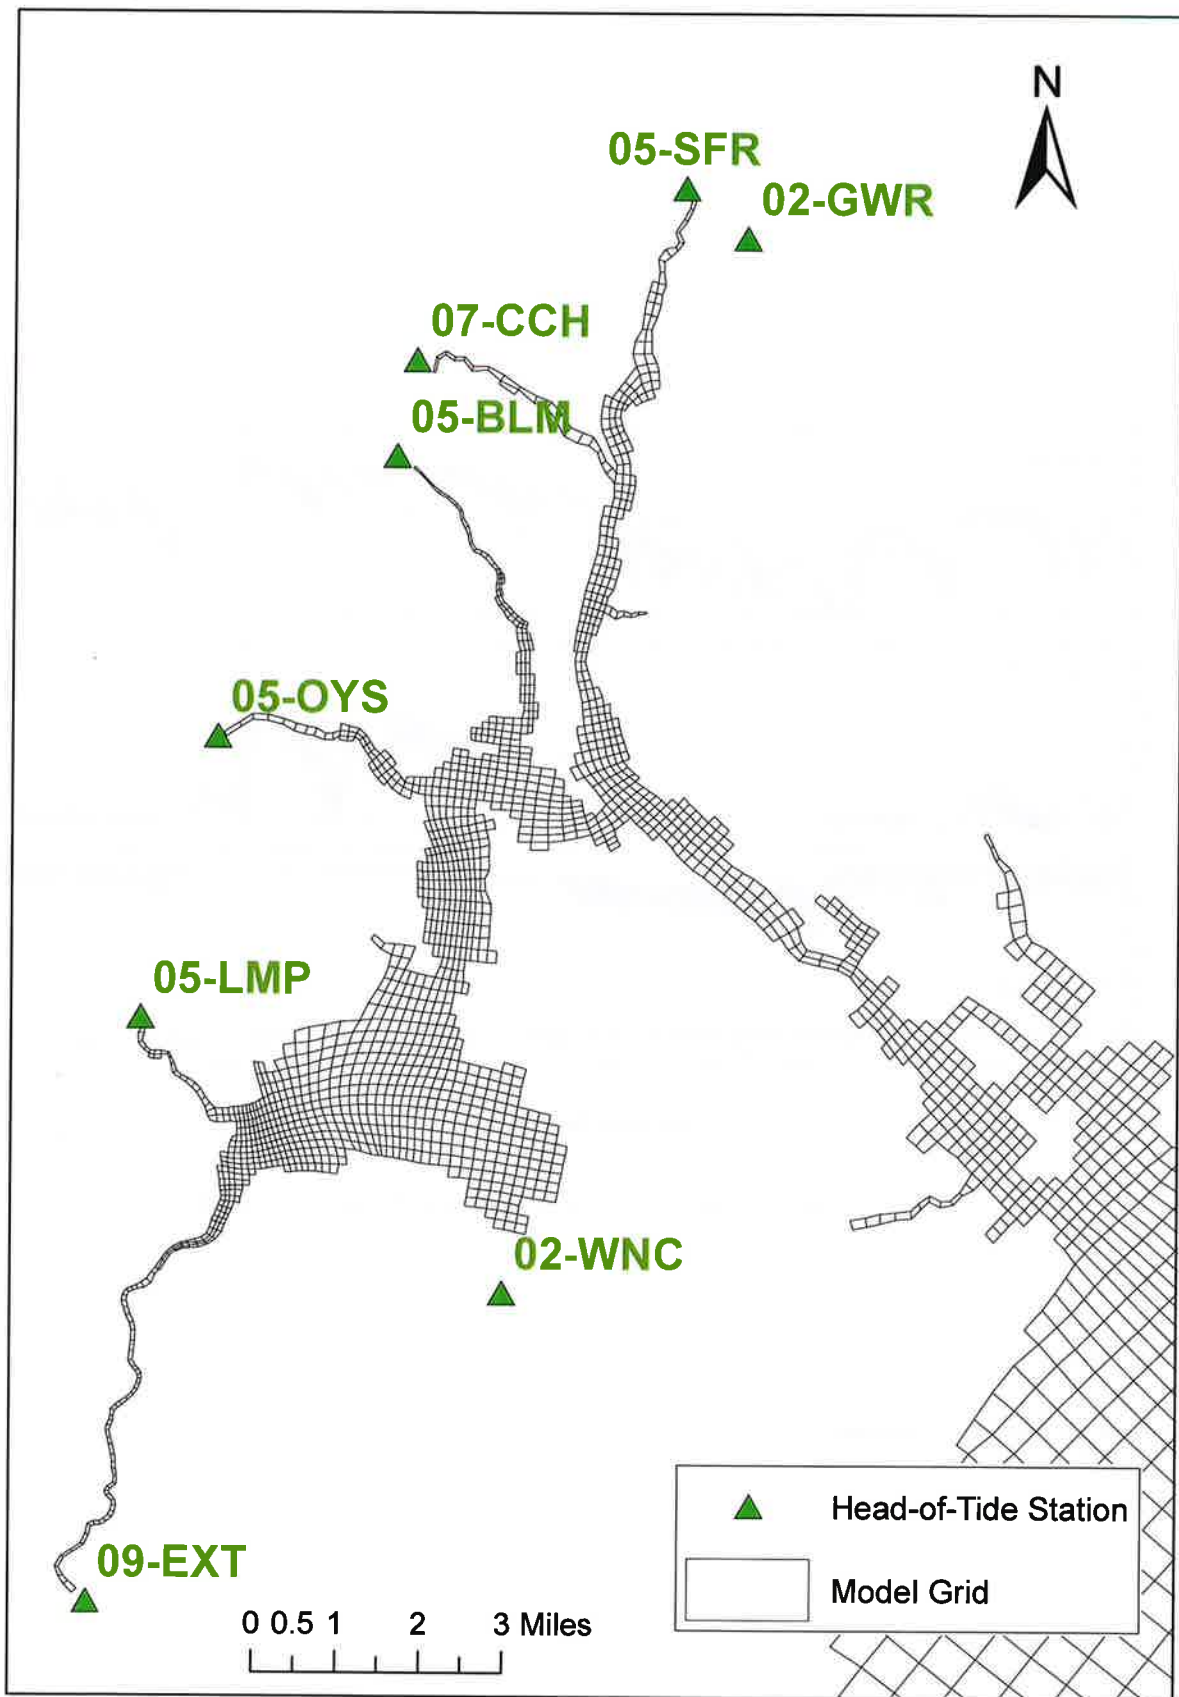 N
05-SFR
02-GWR
07-CCH
05-BLM
05-OYS
05-LMP
02-WNC
09-EXT
0 0.5 1 2 3 Miles
Head-of-Tide Station
Model Grid